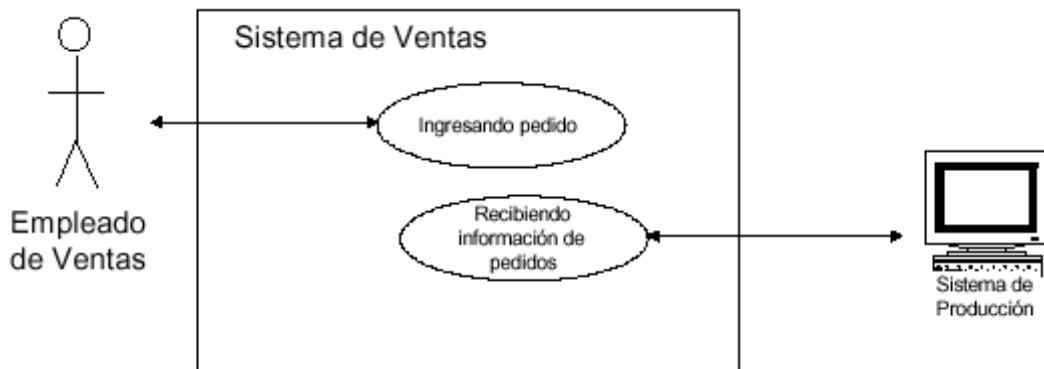 Sistema de Ventas
Ingresando pedido
Recibiendo
información de
pedidos
Empleado
de Ventas
Sistema de
Producción